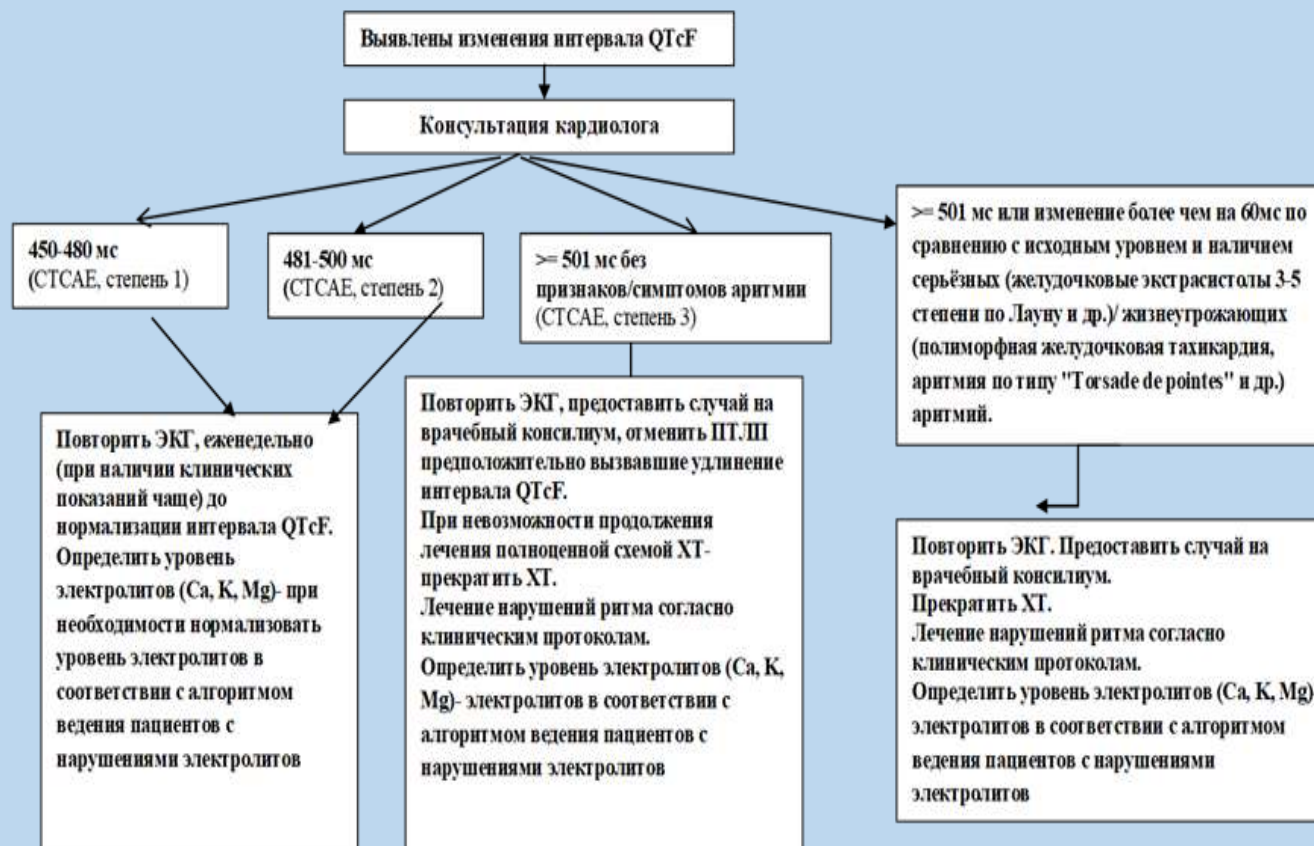 Выявлены изменения интервала QTcF
Консультация кардиолога
450-480 мс
(СТСАЕ, степень 1)
481-500 мс
(СТСАЕ, степень 2)
>= 501 мс без
признаков/симптомов аритмии
(СТСАЕ, степень 3)
>= 501 мс или изменение более чем на 60мс по
сравнению с исходным уровнем и наличием
серьёзных (желудочковые экстрасистолы 3-5
степени по Лауну и др.)/ жизнеугрожающих
(полиморфная желудочковая тахикардия,
аритмия по типу "Torsade de pointes" и др.)
аритмий.
Повторить ЭКГ, еженедельно
(при наличии клинических
показаний чаще) до
нормализации интервала QTcF.
Определить уровень
электролитов (Ca, K, Mg)- при
необходимости нормализовать
уровень электролитов в
соответствии с алгоритмом
ведения пациентов с
нарушениями электролитов
Повторить ЭКГ, предоставить случай на
врачебный консилиум, отменить ПТЛП
предположительно вызвавшие удлинение
интервала QTcF.
При невозможности продолжения
лечения полноценной схемой ХТ-
прекратить ХТ.
Лечение нарушений ритма согласно
клиническим протоколам.
Определить уровень электролитов (Ca, K,
Mg)- электролитов в соответствии с
алгоритмом ведения пациентов с
нарушениями электролитов
Повторить ЭКГ. Предоставить случай на
врачебный консилиум.
Прекратить ХТ.
Лечение нарушений ритма согласно
клиническим протоколам.
Определить уровень электролитов (Ca, K, Mg)
электролитов в соответствии с алгоритмом
ведения пациентов с нарушениями
электролитов